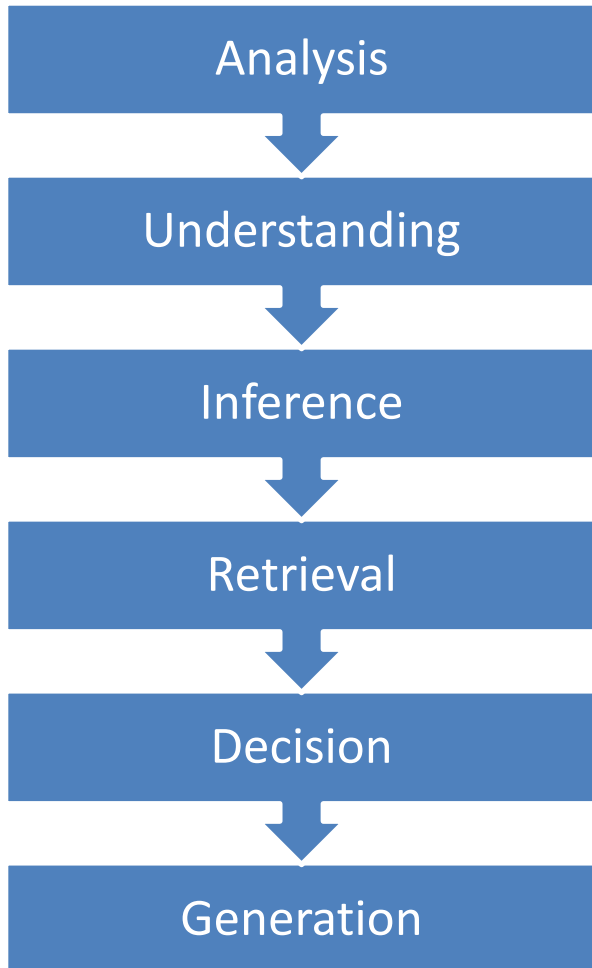 Analysis
Understanding
Inference
Retrieval
Decision
Generation